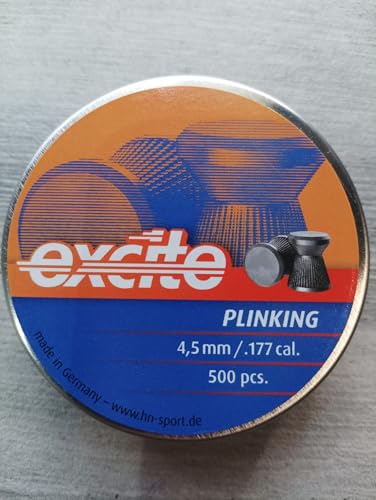 excite
PLINKING
4,5 mm / .177 cal.
500 pcs.
made in Germany – www.hn-sport.de